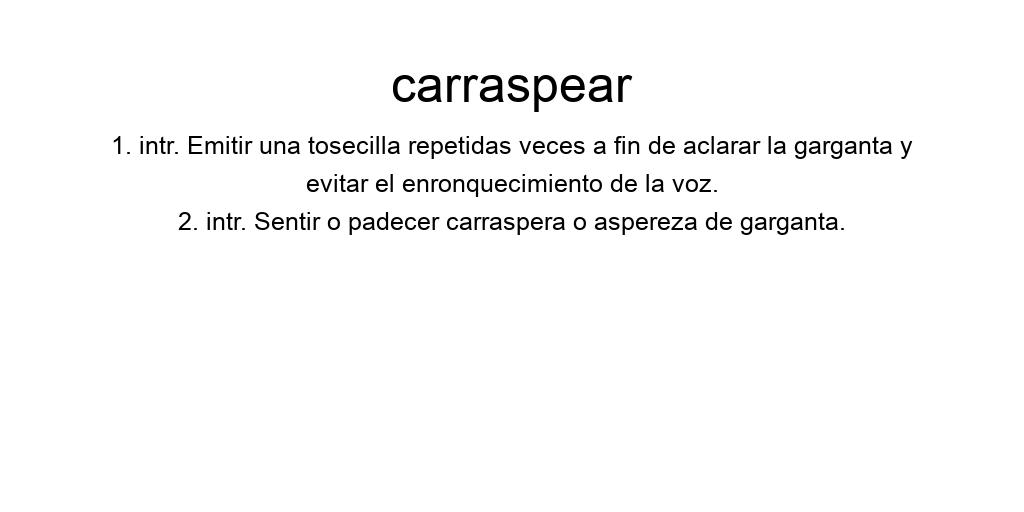 carraspear
1. intr. Emitir una tosecilla repetidas veces a fin de aclarar la garganta y
evitar el enronquecimiento de la voz.
2. intr. Sentir o padecer carraspera o aspereza de garganta.